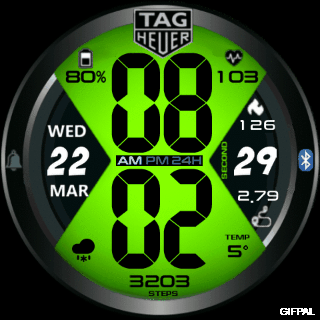 TAG
HEUER
80%
103
08
126
WED
22
MAR
AM PM 24H
SECOND
29
02
2.79
TEMP
5°
3203
STEPS
GIFPAL